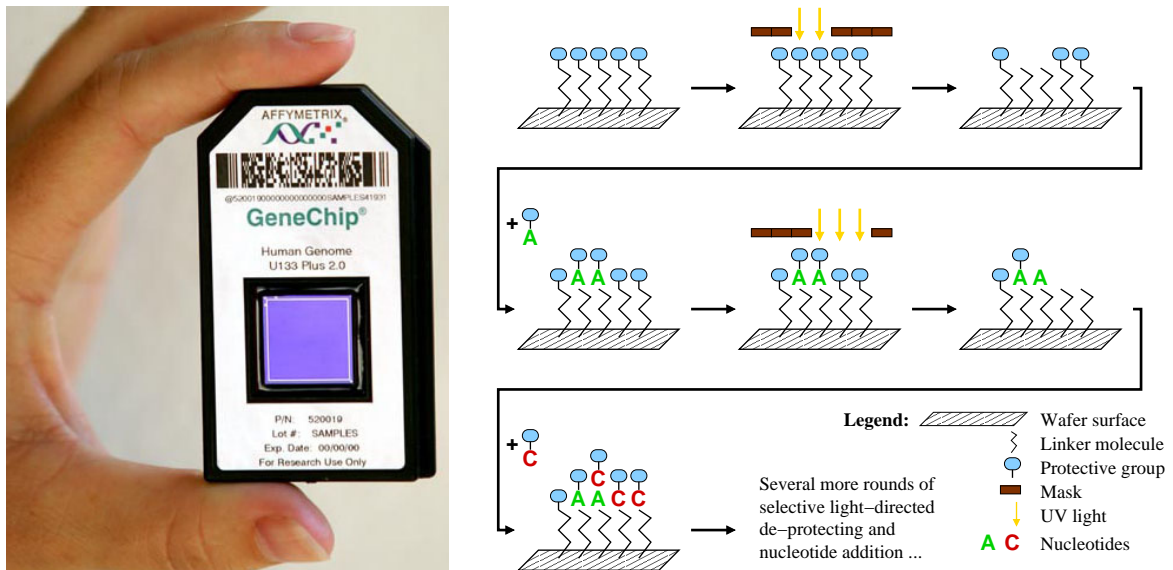 AFFYMETRIX®
@52001900000000000000SAMPLES41931
GeneChip®
Human Genome
U133 Plus 2.0
P/N: 520019
Lot #: SAMPLES
Exp. Date: 00/00/00
For Research Use Only
+
A
A A
A A
A A
+
C
C
A A C C
Several more rounds of
selective light−directed
de−protecting and
nucleotide addition ...
Legend:
Wafer surface
Linker molecule
Protective group
Mask
UV light
A C Nucleotides